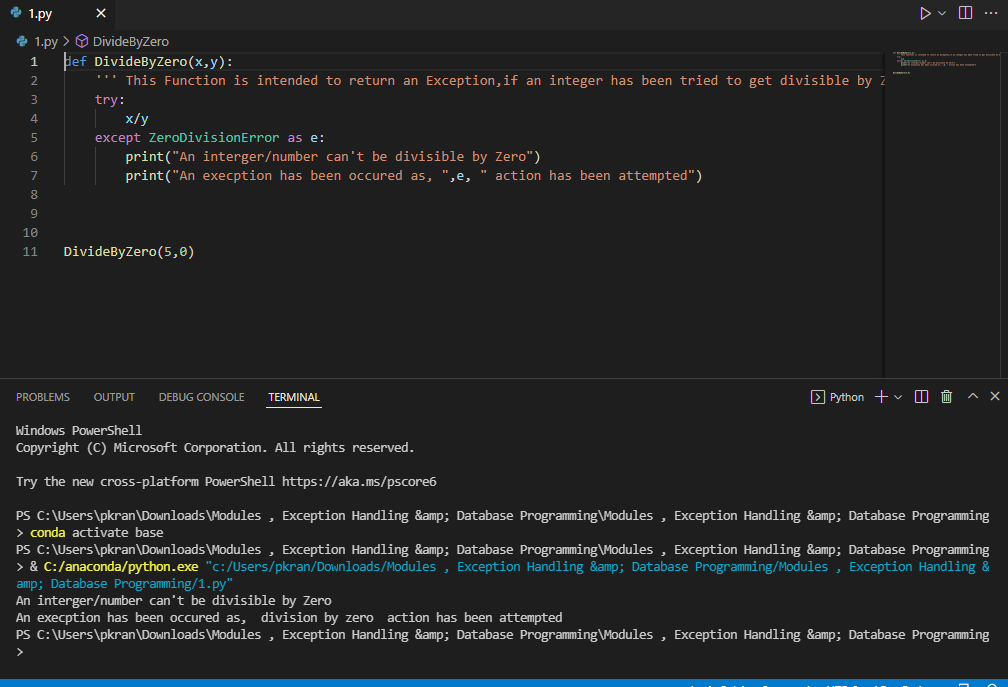 1.py
1.py > DivideByZero
1 def DivideByZero(x,y):
2 ''' This Function is intended to return an Exception,if an integer has been tried to get divisible by Z
3 try:
4 x/y
5 except ZeroDivisionError as e:
6 print("An interger/number can't be divisible by Zero")
7 print("An execption has been occured as, ",e, " action has been attempted")
8
9
10
11 DivideByZero(5,0)
PROBLEMS OUTPUT DEBUG CONSOLE TERMINAL Python
Windows PowerShell
Copyright (C) Microsoft Corporation. All rights reserved.
Try the new cross-platform PowerShell https://aka.ms/pscore6
PS C:\Users\pkran\Downloads\Modules , Exception Handling &amp; Database Programming\Modules , Exception Handling &amp; Database Programming
> conda activate base
PS C:\Users\pkran\Downloads\Modules , Exception Handling &amp; Database Programming\Modules , Exception Handling &amp; Database Programming
> & C:/anaconda/python.exe "c:/Users/pkran/Downloads/Modules , Exception Handling &amp; Database Programming/Modules , Exception Handling &
amp; Database Programming/1.py"
An interger/number can't be divisible by Zero
An execption has been occured as,  division by zero  action has been attempted
PS C:\Users\pkran\Downloads\Modules , Exception Handling &amp; Database Programming\Modules , Exception Handling &amp; Database Programming
>